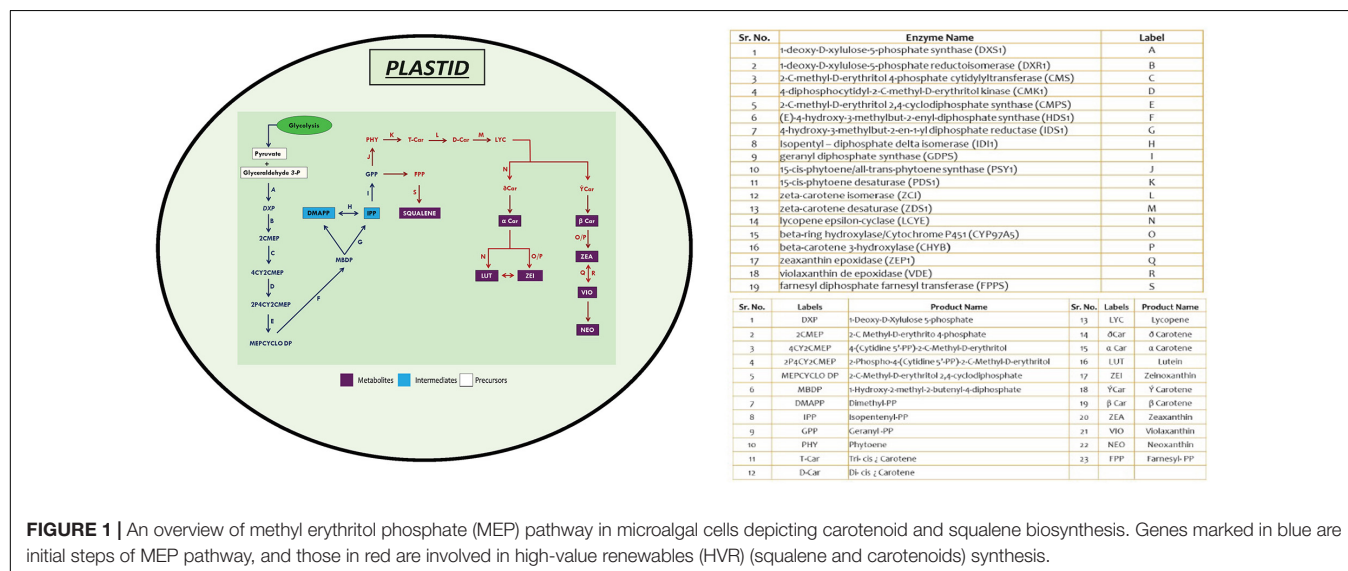 PLASTID
Glycolysis
Pyruvate
+
Glyceraldehyde 3-P
A
DXP
B
2CMEP
C
4CY2CMEP
D
2P4CY2CMEP
E
MEPCYCLO DP
F
MBDP
G
DMAPP
H
IPP
I
GPP
J
PHY
K
T-Car
L
D-Car
M
LYC
FPP
S
SQUALENE
N
ðCar
α Car
N
O/P
LUT
ZEI
ÝCar
β Car
O/P
ZEA
Q
R
VIO
NEO
Metabolites
Intermediates
Precursors
Sr. No. Enzyme Name Label
1 1-deoxy-D-xylulose-5-phosphate synthase (DXS1) A
2 1-deoxy-D-xylulose-5-phosphate reductoisomerase (DXR1) B
3 2-C-methyl-D-erythritol 4-phosphate cytidylyltransferase (CMS) C
4 4-diphosphocytidyl-2-C-methyl-D-erythritol kinase (CMK1) D
5 2-C-methyl-D-erythritol 2,4-cyclodiphosphate synthase (CMPS) E
6 (E)-4-hydroxy-3-methylbut-2-enyl-diphosphate synthase (HDS1) F
7 4-hydroxy-3-methylbut-2-en-1-yl diphosphate reductase (IDS1) G
8 Isopentyl – diphosphate delta isomerase (IDI1) H
9 geranyl diphosphate synthase (GDPS) I
10 15-cis-phytoene/all-trans-phytoene synthase (PSY1) J
11 15-cis-phytoene desaturase (PDS1) K
12 zeta-carotene isomerase (ZCI) L
13 zeta-carotene desaturase (ZDS1) M
14 lycopene epsilon-cyclase (LCYE) N
15 beta-ring hydroxylase/Cytochrome P451 (CYP97A5) O
16 beta-carotene 3-hydroxylase (CHYB) P
17 zeaxanthin epoxidase (ZEP1) Q
18 violaxanthin de epoxidase (VDE) R
19 farnesyl diphosphate farnesyl transferase (FPPS) S
Sr. No. Labels Product Name Sr. No. Labels Product Name
1 DXP 1-Deoxy-D-Xylulose 5-phosphate 13 LYC Lycopene
2 2CMEP 2-C Methyl-D-erythrito 4-phosphate 14 ðCar ð Carotene
3 4CY2CMEP 4-(Cytidine 5'-PP)-2-C-Methyl-D-erythritol 15 α Car α Carotene
4 2P4CY2CMEP 2-Phospho-4-(Cytidine 5'-PP)-2-C-Methyl-D-erythritol 16 LUT Lutein
5 MEPCYCLO DP 2-C-Methyl-D-erythritol 2,4-cyclodiphosphate 17 ZEI Zeinoxanthin
6 MBDP 1-Hydroxy-2-methyl-2-butenyl-4-diphosphate 18 ÝCar Ý Carotene
7 DMAPP Dimethyl-PP 19 β Car β Carotene
8 IPP Isopentenyl-PP 20 ZEA Zeaxanthin
9 GPP Geranyl -PP 21 VIO Violaxanthin
10 PHY Phytoene 22 NEO Neoxanthin
11 T-Car Tri- cis ¿ Carotene 23 FPP Farnesyl- PP
12 D-Car Di- cis ¿ Carotene
FIGURE 1 | An overview of methyl erythritol phosphate (MEP) pathway in microalgal cells depicting carotenoid and squalene biosynthesis. Genes marked in blue are
initial steps of MEP pathway, and those in red are involved in high-value renewables (HVR) (squalene and carotenoids) synthesis.